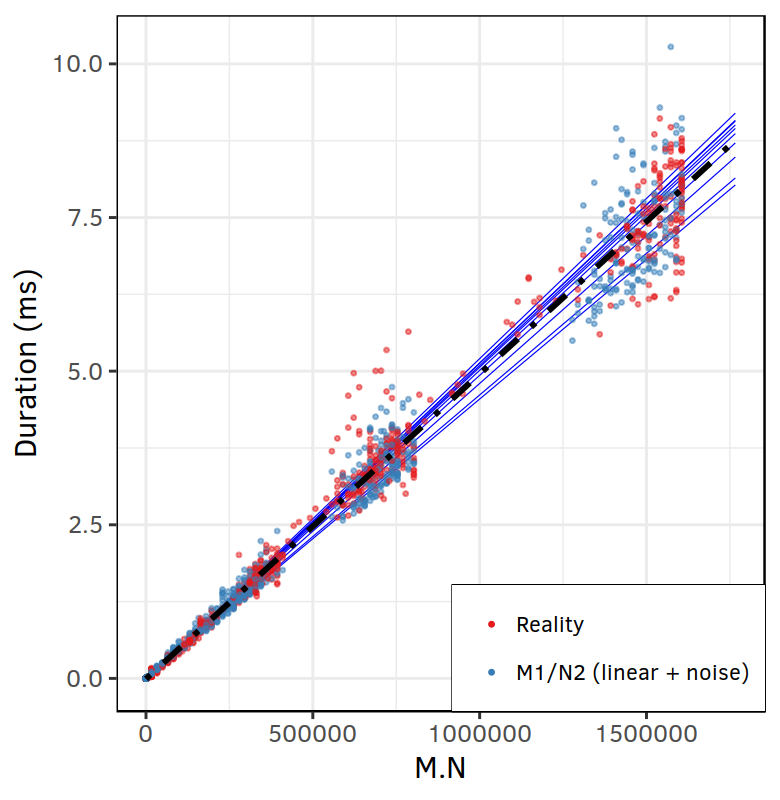 10.0
7.5
5.0
2.5
0.0
Duration (ms)
0 500000 1000000 1500000
M.N
Reality
M1/N2 (linear + noise)